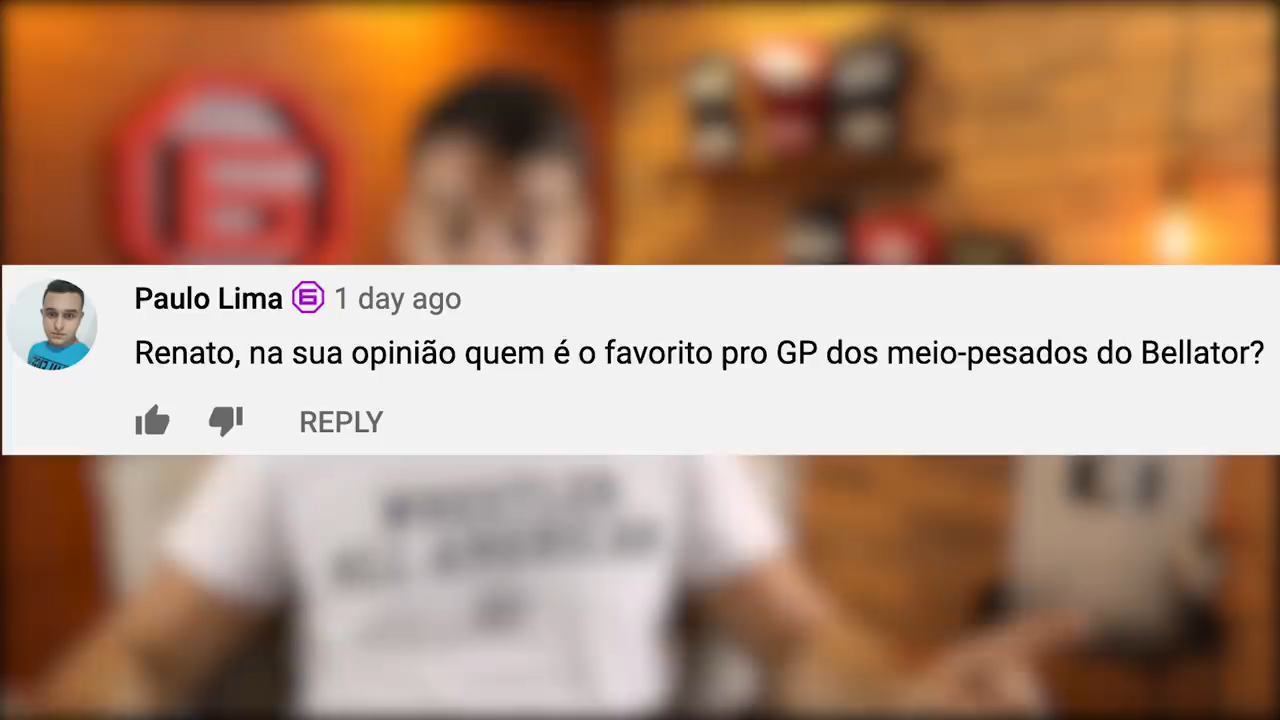 Paulo Lima 1 day ago
Renato, na sua opinião quem é o favorito pro GP dos meio-pesados do Bellator?
REPLY